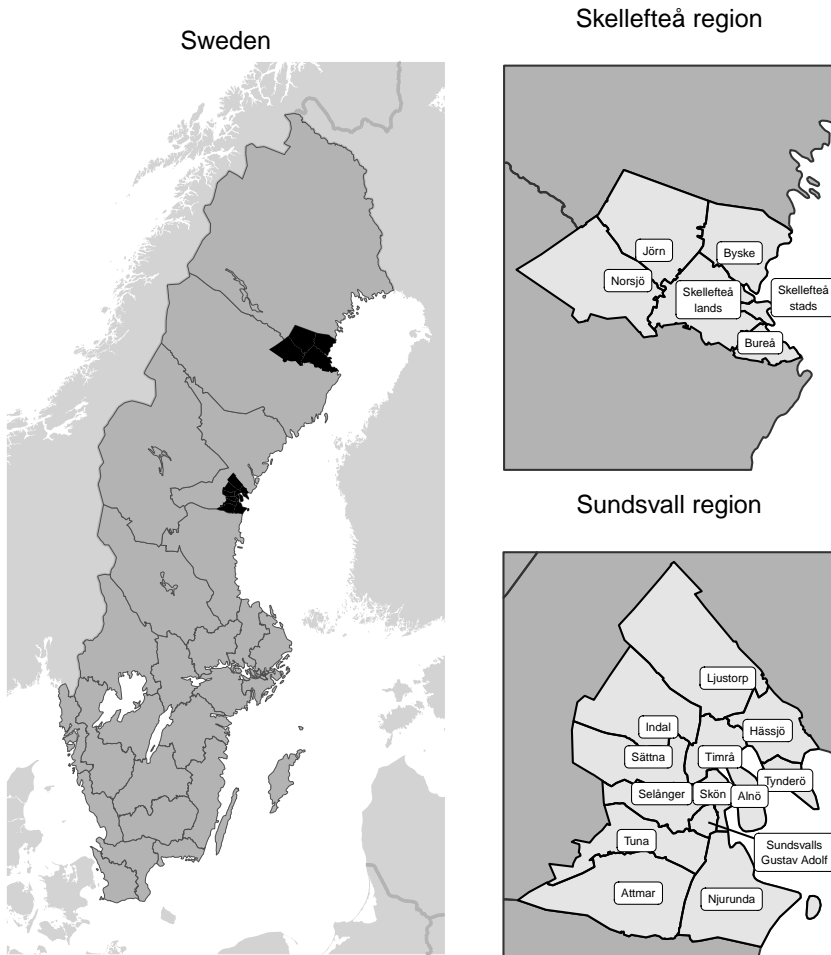 Sweden
Skellefteå region
Jörn
Byske
Norsjö
Skellefteå
lands
Skellefteå
stads
Bureå
Sundsvall region
Ljustorp
Indal
Hässjö
Sättna
Timrå
Tynderö
Selånger
Skön
Alnö
Tuna
Sundsvalls
Gustav Adolf
Attmar
Njurunda